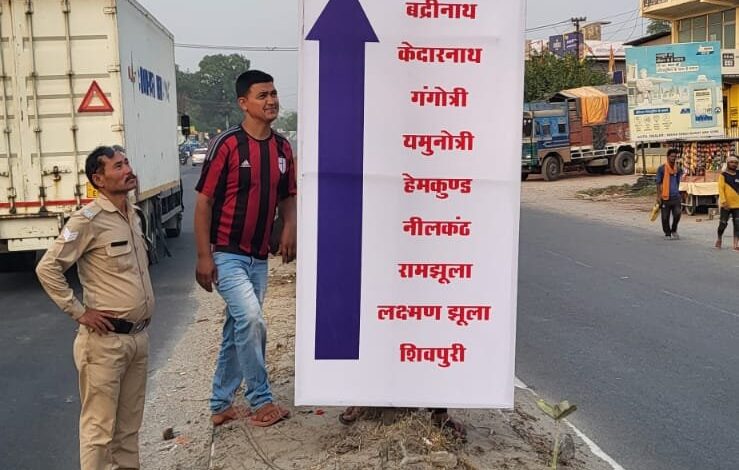 बद्रीनाथ
केदारनाथ
गंगोत्री
यमुनोत्री
हेमकुण्ड
नीलकंठ
रामझूला
लक्ष्मण झूला
शिवपुरी